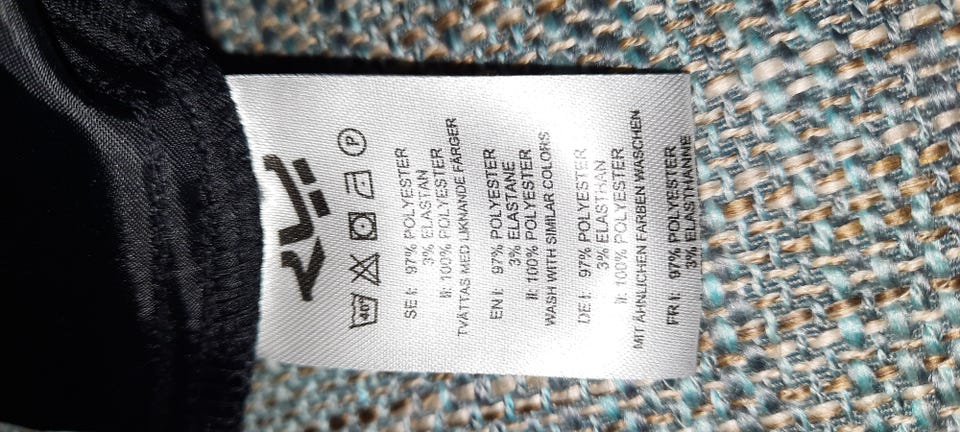 40°
P
SE I: 97% POLYESTER
3% ELASTAN
II: 100% POLYESTER
TVÄTTAS MED LIKNANDE FÄRGER
EN I: 97% POLYESTER
3% ELASTANE
II: 100% POLYESTER
WASH WITH SIMILAR COLORS
DE I: 97% POLYESTER
3% ELASTHAN
II: 100% POLYESTER
MIT ÄHNLICHEN FARBEN WASCHEN
FR I: 97% POLYESTER
3% ELASTHANNE